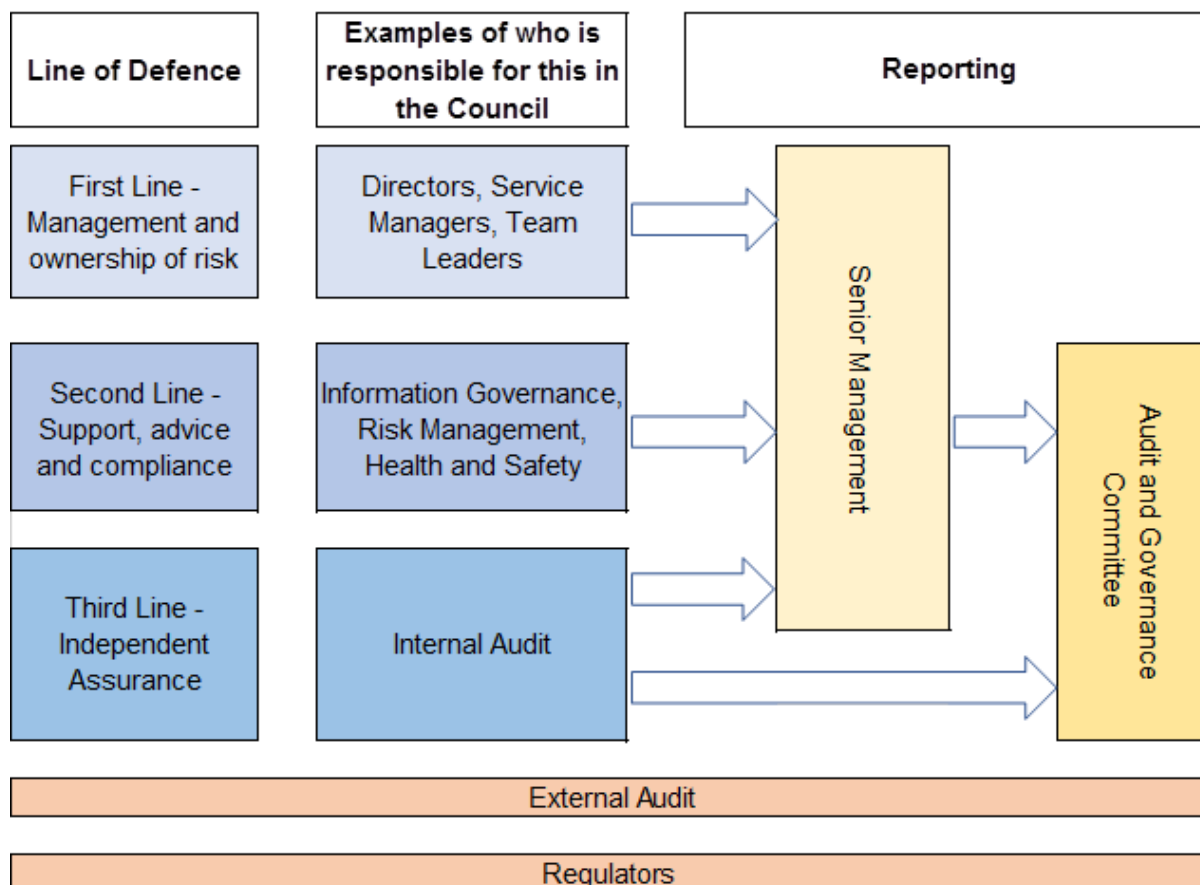 Line of Defence
Examples of who is
responsible for this in
the Council
Reporting
First Line -
Management and
ownership of risk
Directors, Service
Managers, Team
Leaders
Senior Management
Second Line -
Support, advice
and compliance
Information Governance,
Risk Management,
Health and Safety
Audit and Governance
Committee
Third Line -
Independent
Assurance
Internal Audit
External Audit
Regulators